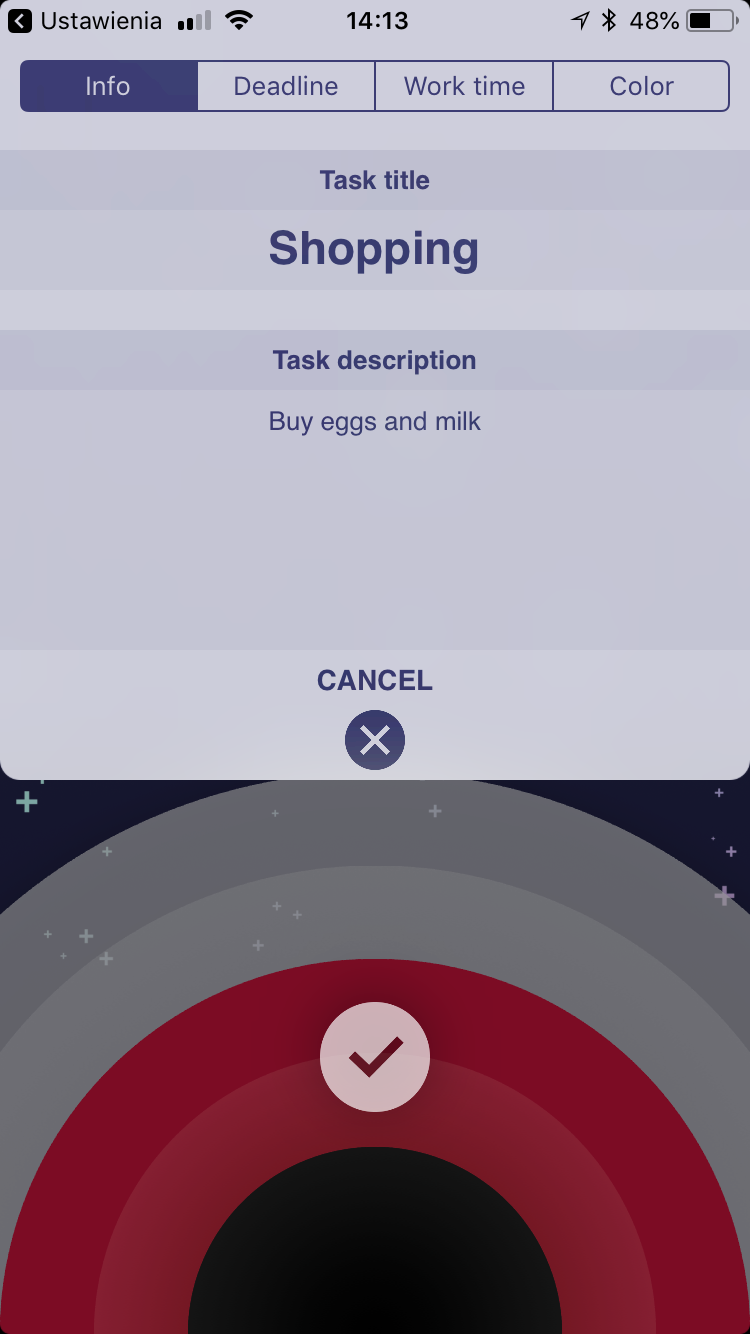 Ustawienia 14:13 48%
Info Deadline Work time Color
Task title
Shopping
Task description
Buy eggs and milk
CANCEL